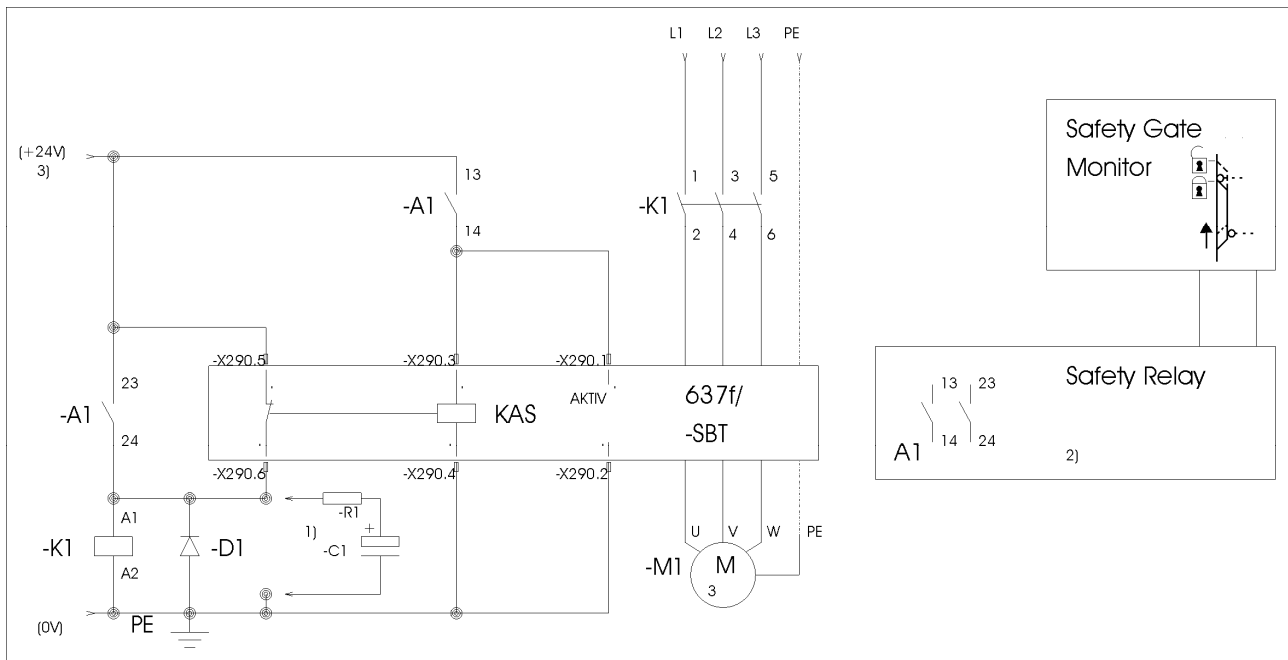 L1 L2 L3 PE
Safety Gate
Monitor
(+24V)
3)
13
-A1
14
1 3 5
-K1
2 4 6
-X290.5 -X290.3 -X290.1
23
-A1
24
KAS
AKTIV
637f/
-SBT
13 23
Safety Relay
A1
14 24
2)
-X290.6 -X290.4 -X290.2
A1
-K1
A2
-D1
-R1
1)
+
-C1
U V W PE
-M1
M
3
(0V)
PE